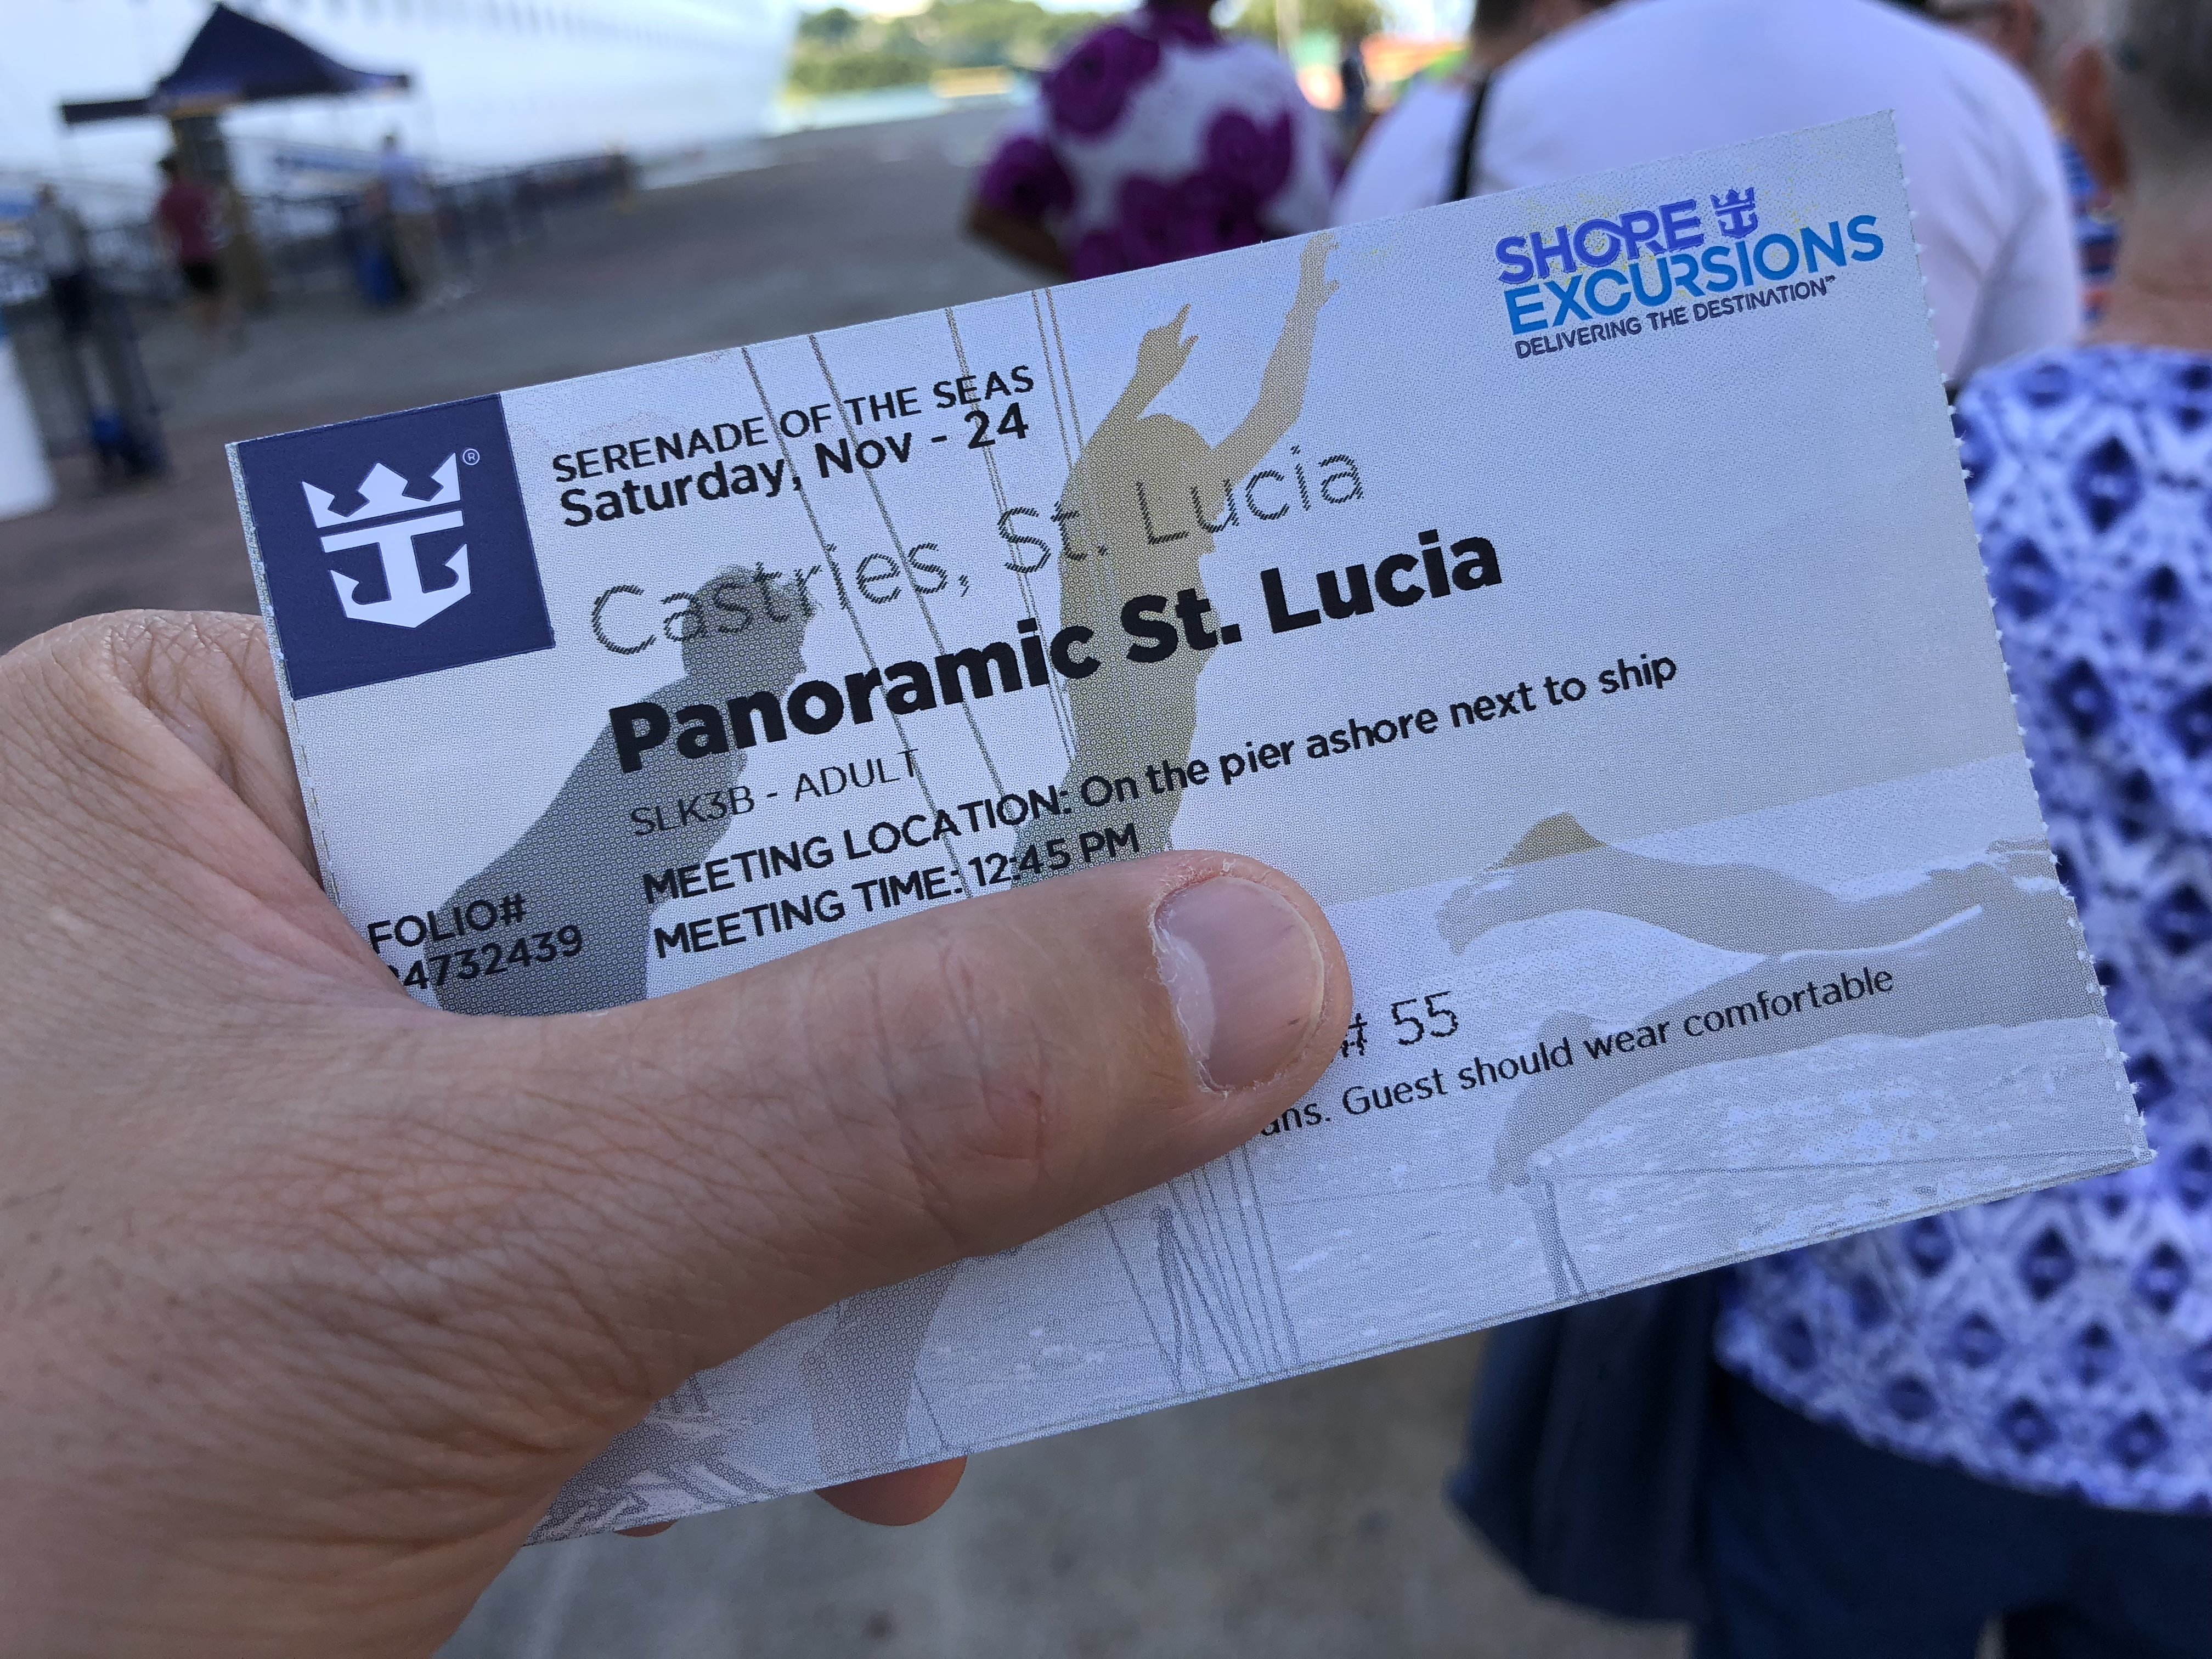 SHORE
EXCURSIONS
DELIVERING THE DESTINATION™
®
SERENADE OF THE SEAS
Saturday, Nov - 24
Castries, St. Lucia
Panoramic St. Lucia
SLK3B - ADULT
MEETING LOCATION: On the pier ashore next to ship
MEETING TIME: 12:45 PM
FOLIO#
4732439
# 55
Guest should wear comfortable